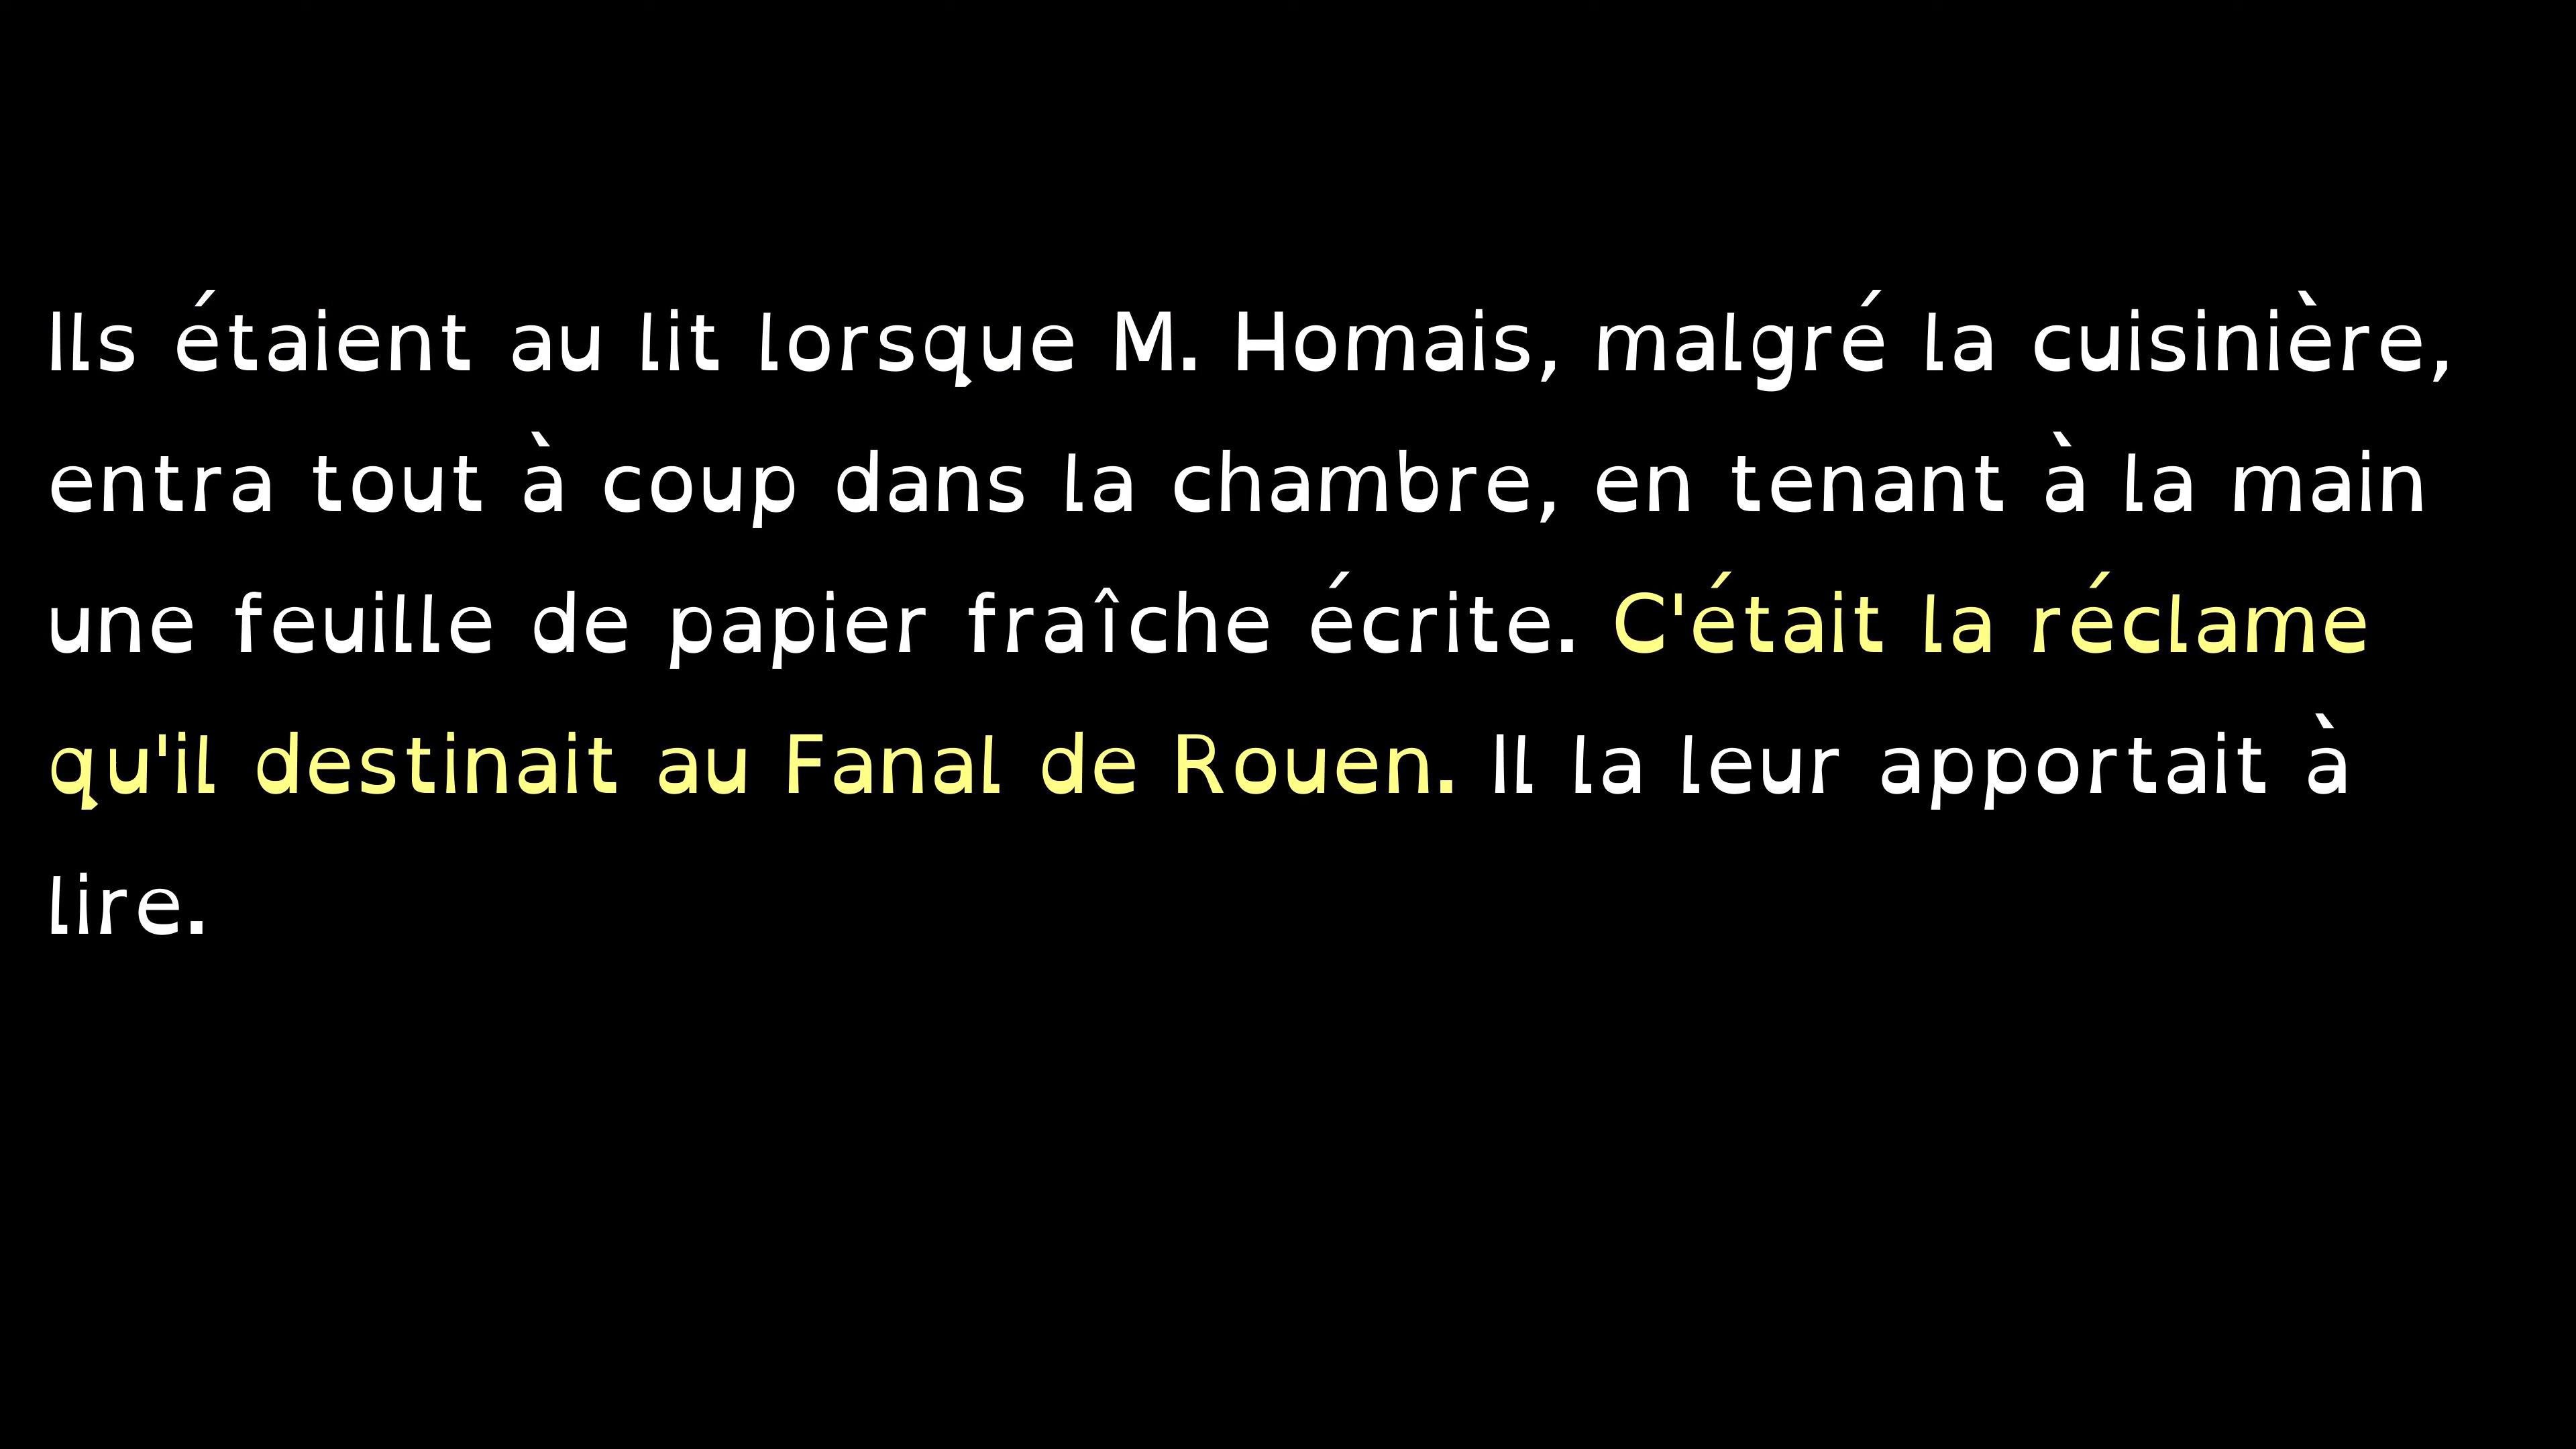 Ils étaient au lit lorsque M. Homais, malgré la cuisinière,
entra tout à coup dans la chambre, en tenant à la main
une feuille de papier fraîche écrite. C'était la réclame
qu'il destinait au Fanal de Rouen. Il la leur apportait à
lire.